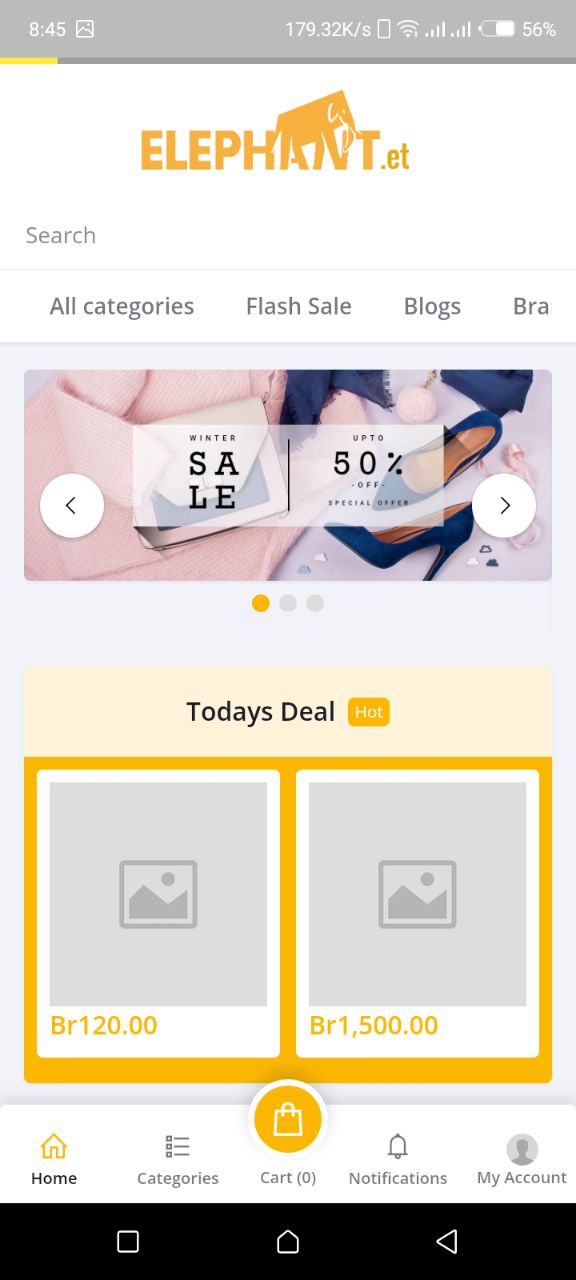 8:45 179.32K/s 56%
ELEPHANT.et
Search
All categories Flash Sale Blogs Bra
WINTER
SA
LE
UPTO
50%
-OFF-
SPECIAL OFFER
Todays Deal Hot
Br120.00 Br1,500.00
Home Categories Cart (0) Notifications My Account